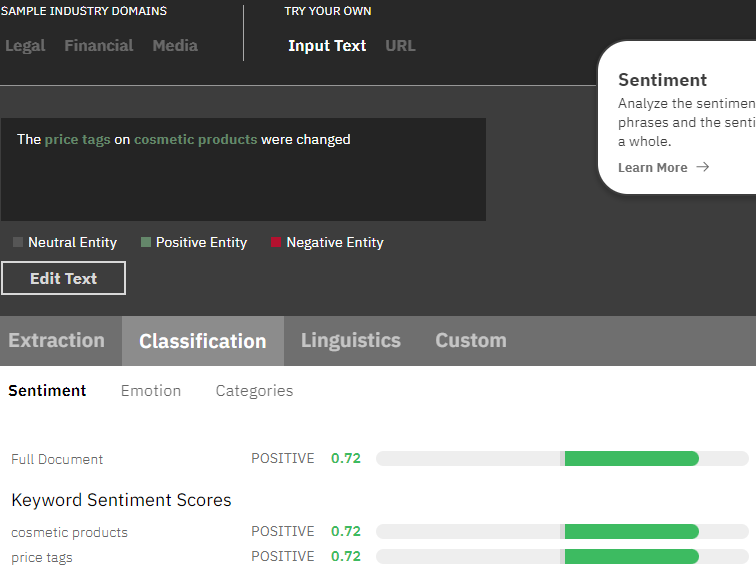 SAMPLE INDUSTRY DOMAINS
TRY YOUR OWN
Legal Financial Media
Input Text URL
Sentiment
Analyze the sentimen
phrases and the senti
a whole.
Learn More →
The price tags on cosmetic products were changed
Neutral Entity Positive Entity Negative Entity
Edit Text
Extraction Classification Linguistics Custom
Sentiment Emotion Categories
Full Document POSITIVE 0.72
Keyword Sentiment Scores
cosmetic products POSITIVE 0.72
price tags POSITIVE 0.72